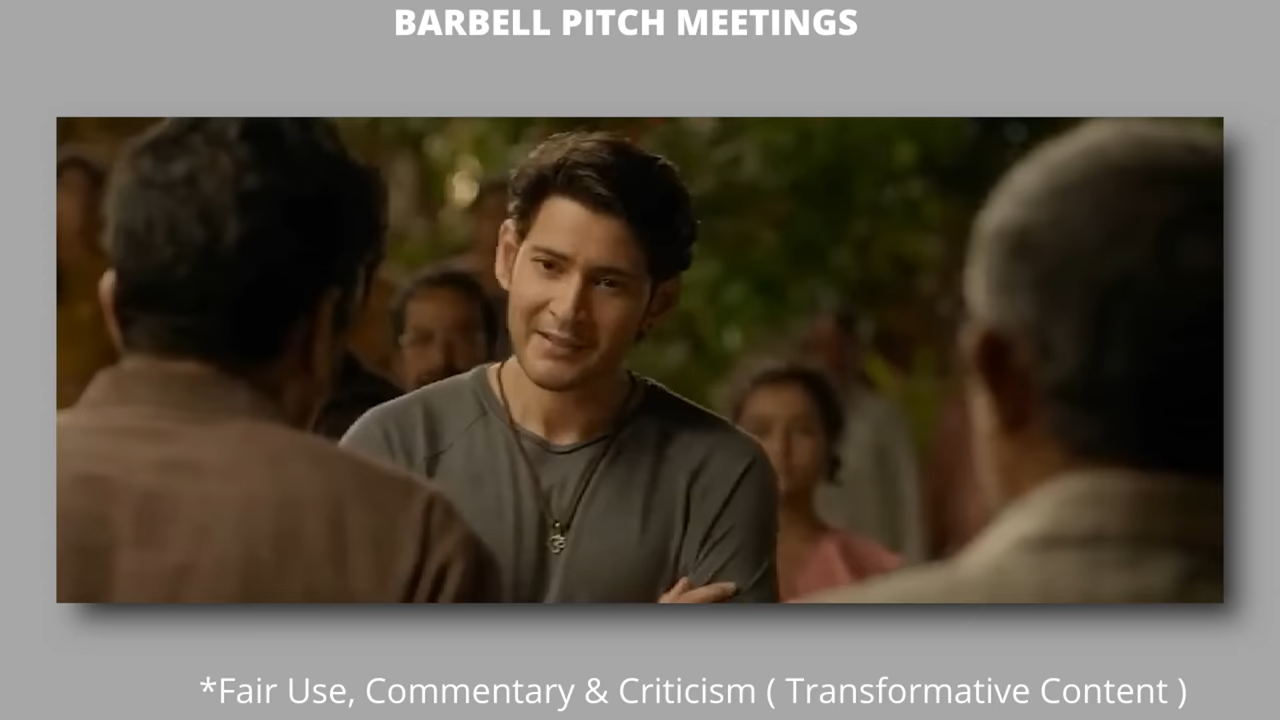 BARBELL PITCH MEETINGS
*Fair Use, Commentary & Criticism ( Transformative Content )